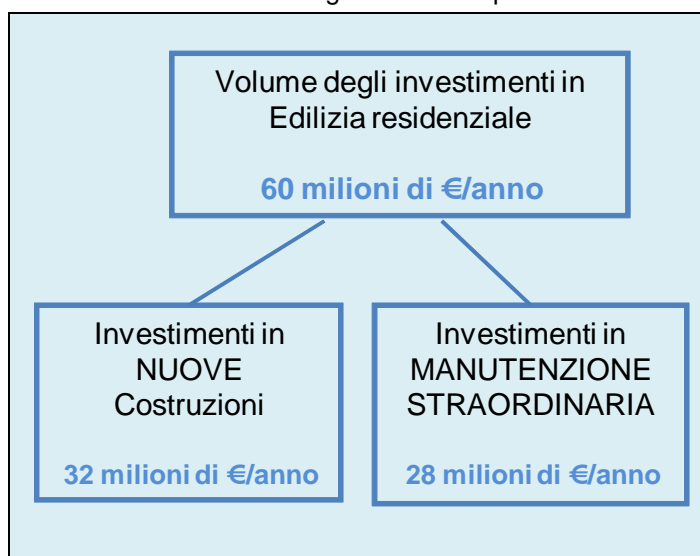 Volume degli investimenti in
Edilizia residenziale
60 milioni di €/anno
Investimenti in
NUOVE
Costruzioni
32 milioni di €/anno
Investimenti in
MANUTENZIONE
STRAORDINARIA
28 milioni di €/anno